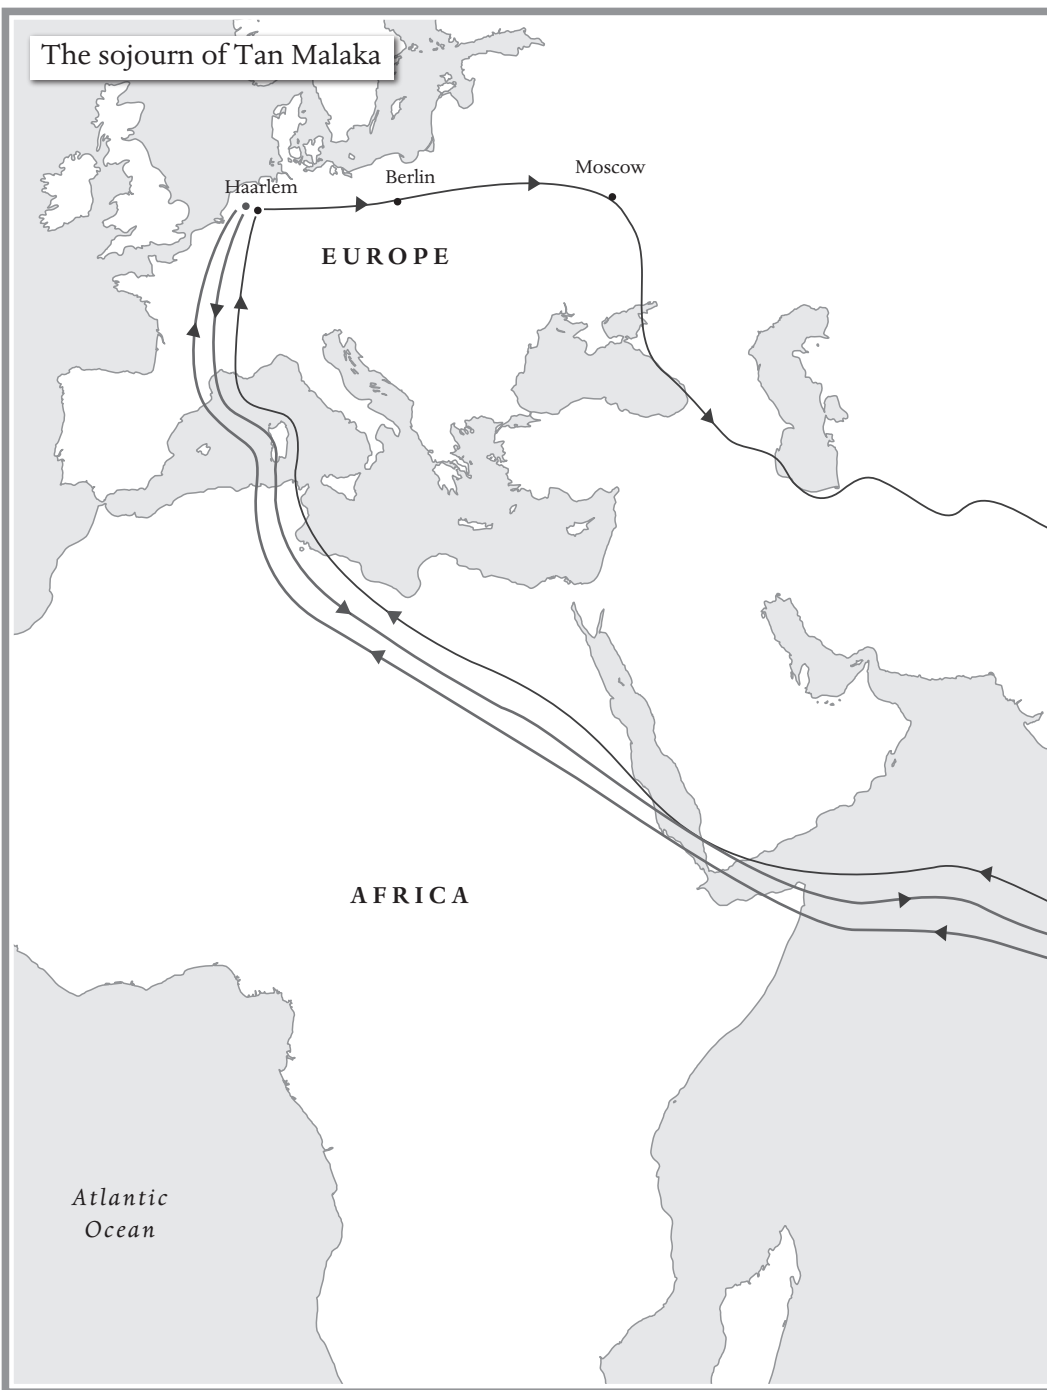 The sojourn of Tan Malaka
Moscow
Berlin
Haarlem
EUROPE
AFRICA
Atlantic
Ocean